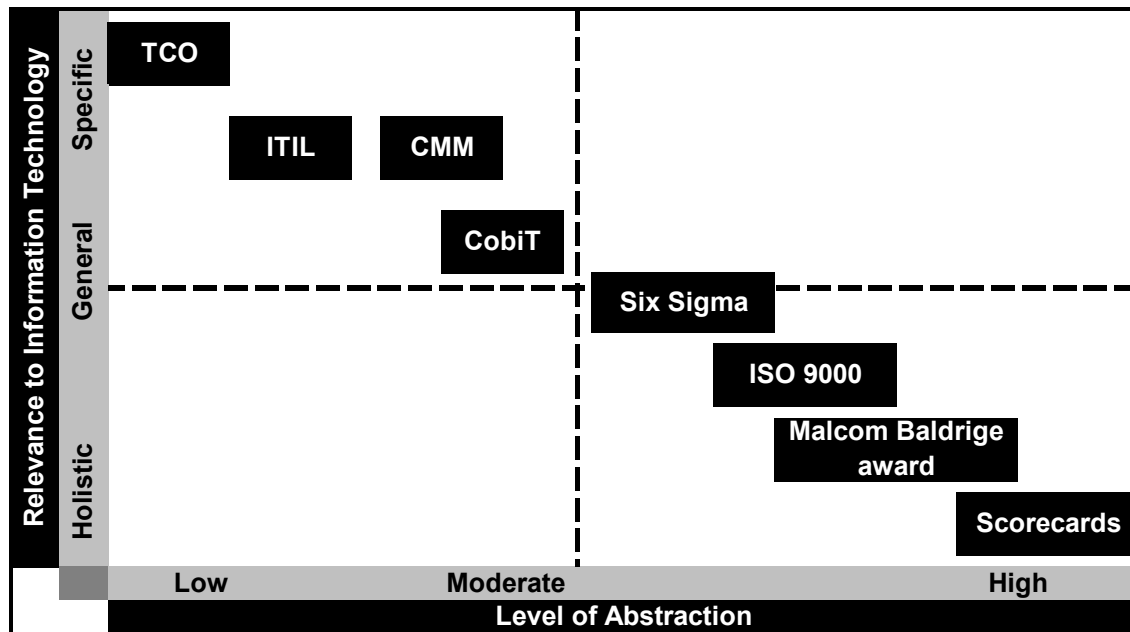 Relevance to Information Technology
Specific
General
Holistic
TCO
ITIL
CMM
CobiT
Six Sigma
ISO 9000
Malcom Baldrige
award
Scorecards
Low
Moderate
High
Level of Abstraction